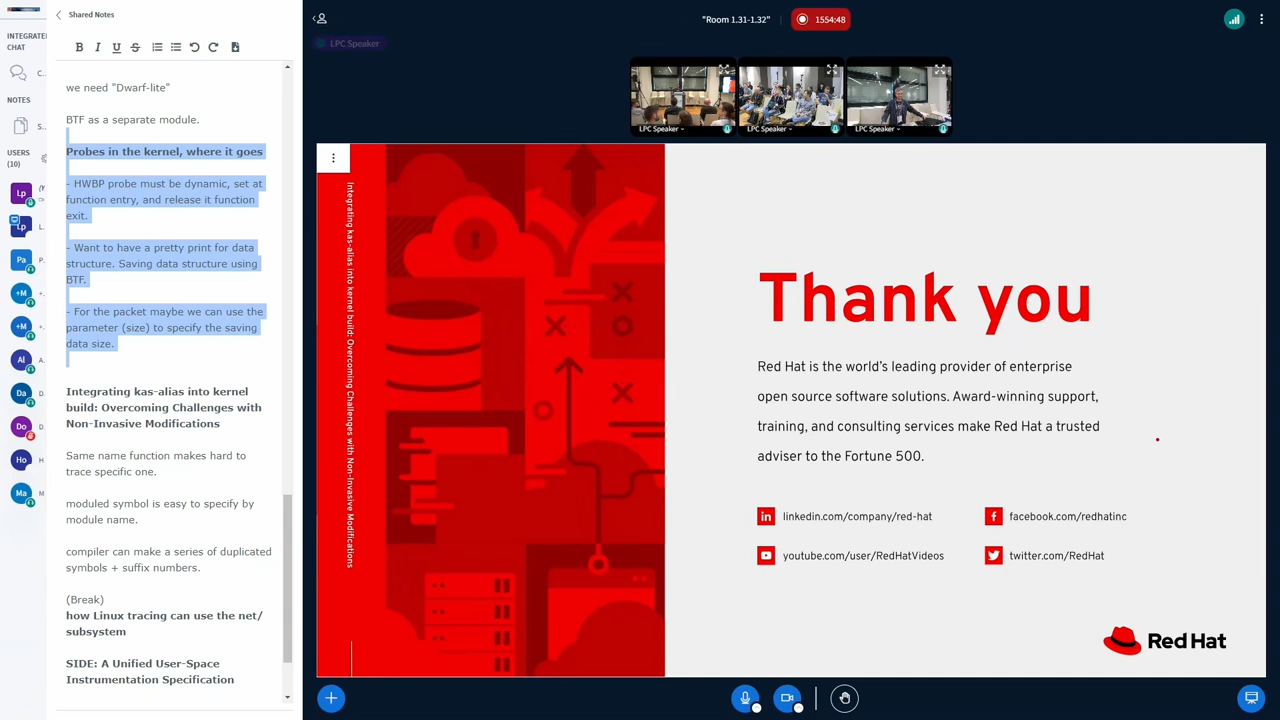 Shared Notes
INTEGRATE
CHAT
C...
NOTES
S...
USERS
(10)
Lp
(M
Lp
L...
Pa
P...
+M
+...
+M
+...
Al
A...
Da
D...
Do
D...
Ho
H
Ma
M...
we need "Dwarf-lite"
BTF as a separate module.
Probes in the kernel, where it goes
- HWBP probe must be dynamic, set at
function entry, and release it function
exit.
- Want to have a pretty print for data
structure. Saving data structure using
BTF.
- For the packet maybe we can use the
parameter (size) to specify the saving
data size.
Integrating kas-alias into kernel
build: Overcoming Challenges with
Non-Invasive Modifications
Same name function makes hard to
trace specific one.
moduled symbol is easy to specify by
module name.
compiler can make a series of duplicated
symbols + suffix numbers.
(Break)
how Linux tracing can use the net/
subsystem
SIDE: A Unified User-Space
Instrumentation Specification
"Room 1.31-1.32"
1554:48
LPC Speaker
LPC Speaker
LPC Speaker
LPC Speaker
Integrating kas-alias into kernel build: Overcoming Challenges with Non-Invasive Modifications
Thank you
Red Hat is the world's leading provider of enterprise
open source software solutions. Award-winning support,
training, and consulting services make Red Hat a trusted
adviser to the Fortune 500.
linkedin.com/company/red-hat
facebook.com/redhatinc
youtube.com/user/RedHatVideos
twitter.com/RedHat
Red Hat